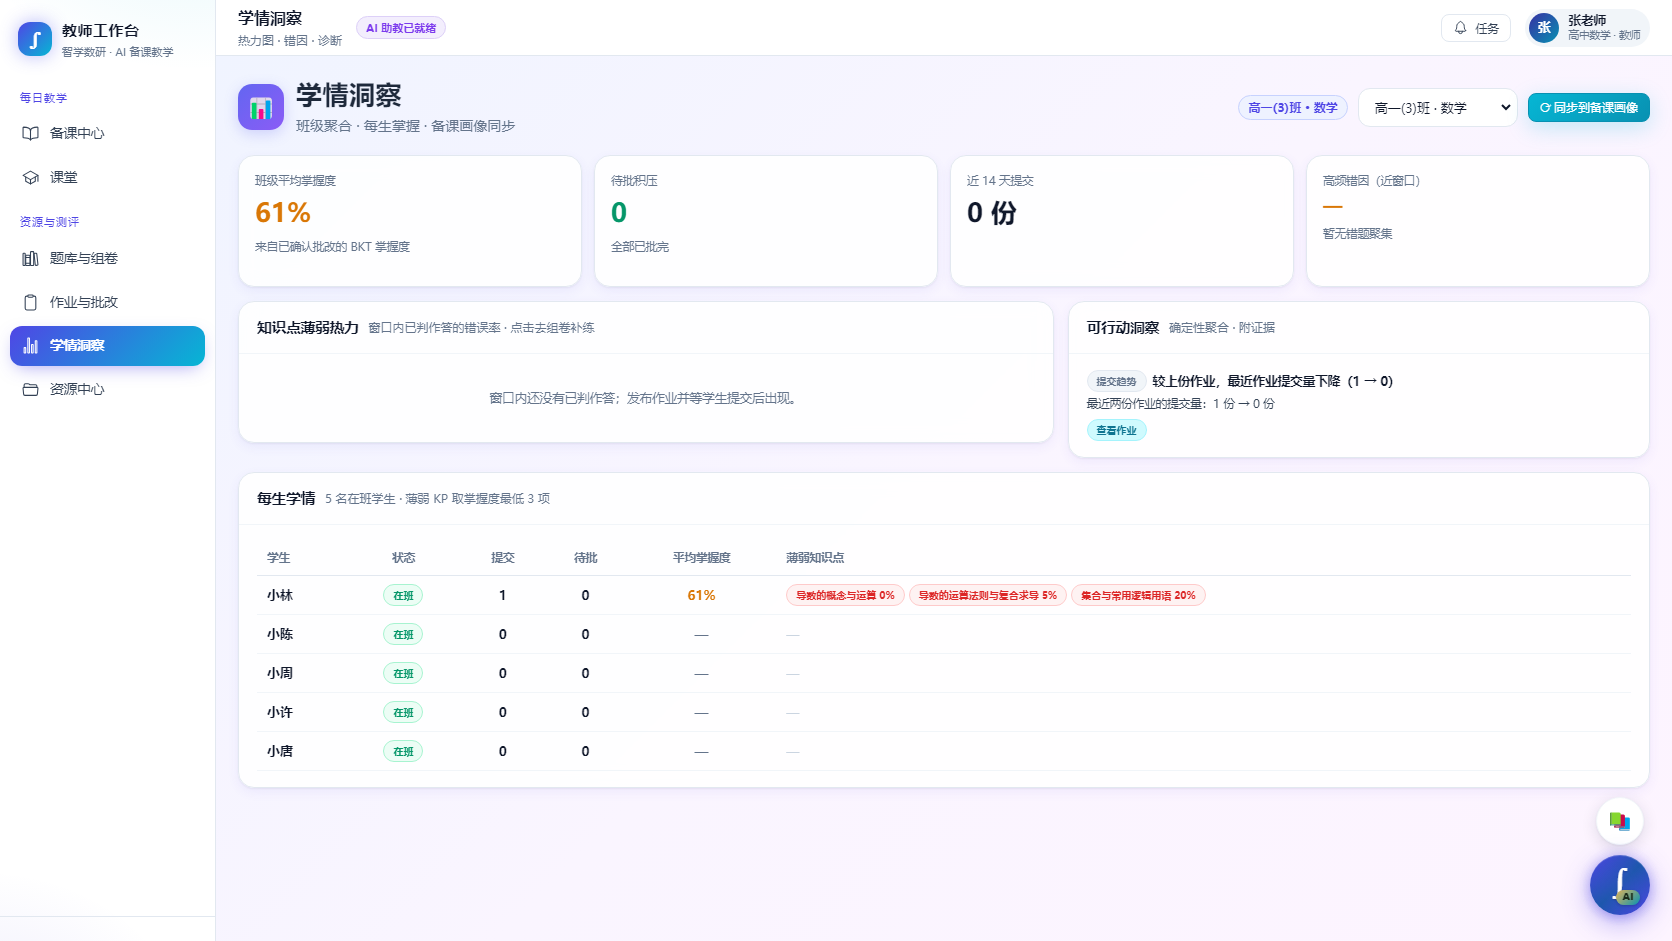 教师工作台
智学数研 · AI 备课教学
每日教学
备课中心
课堂
资源与测评
题库与组卷
作业与批改
学情洞察
资源中心
学情洞察
热力图 · 错因 · 诊断
AI 助教已就绪
任务
张
张老师
高中数学 · 教师
学情洞察
班级聚合 · 每生掌握 · 备课画像同步
高一(3)班 • 数学
高一(3)班 · 数学
⟳ 同步到备课画像
班级平均掌握度
61%
来自已确认批改的 BKT 掌握度
待批积压
0
全部已批完
近 14 天提交
0 份
高频错因（近窗口）
—
暂无错题聚集
知识点薄弱热力 窗口内已判作答的错误率 · 点击去组卷补练
窗口内还没有已判作答；发布作业并等学生提交后出现。
可行动洞察 确定性聚合 · 附证据
提交趋势 较上份作业，最近作业提交量下降（1 → 0）
最近两份作业的提交量：1 份 → 0 份
查看作业
每生学情 5 名在班学生 · 薄弱 KP 取掌握度最低 3 项
学生 状态 提交 待批 平均掌握度 薄弱知识点
小林 在班 1 0 61% 导数的概念与运算 0% 导数的运算法则与复合求导 5% 集合与常用逻辑用语 20%
小陈 在班 0 0 — —
小周 在班 0 0 — —
小许 在班 0 0 — —
小唐 在班 0 0 — —
∫ AI